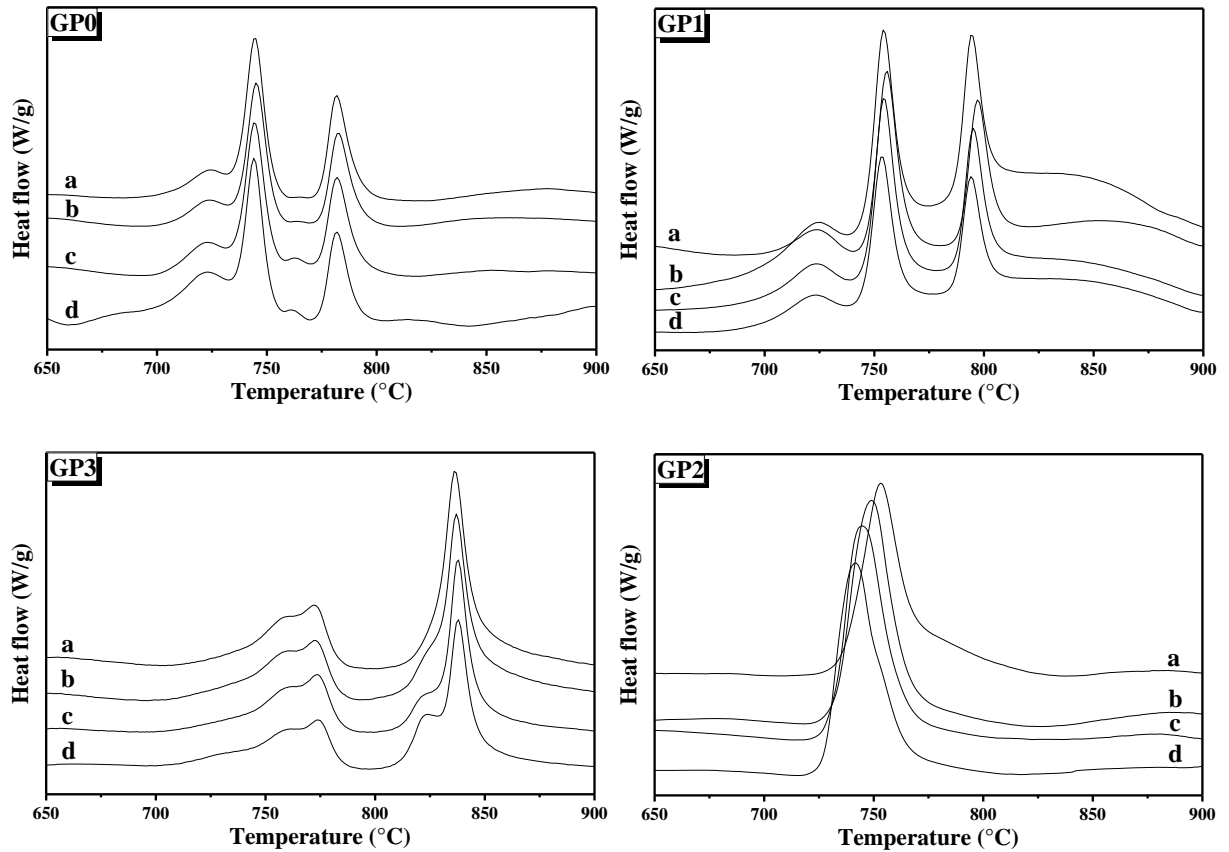 GP0
Heat flow (W/g)
a
b
c
d
650 700 750 800 850 900
Temperature (°C)
GP1
Heat flow (W/g)
a
b
c
d
650 700 750 800 850 900
Temperature (°C)
GP3
Heat flow (W/g)
a
b
c
d
650 700 750 800 850 900
Temperature (°C)
GP2
Heat flow (W/g)
a
b
c
d
650 700 750 800 850 900
Temperature (°C)